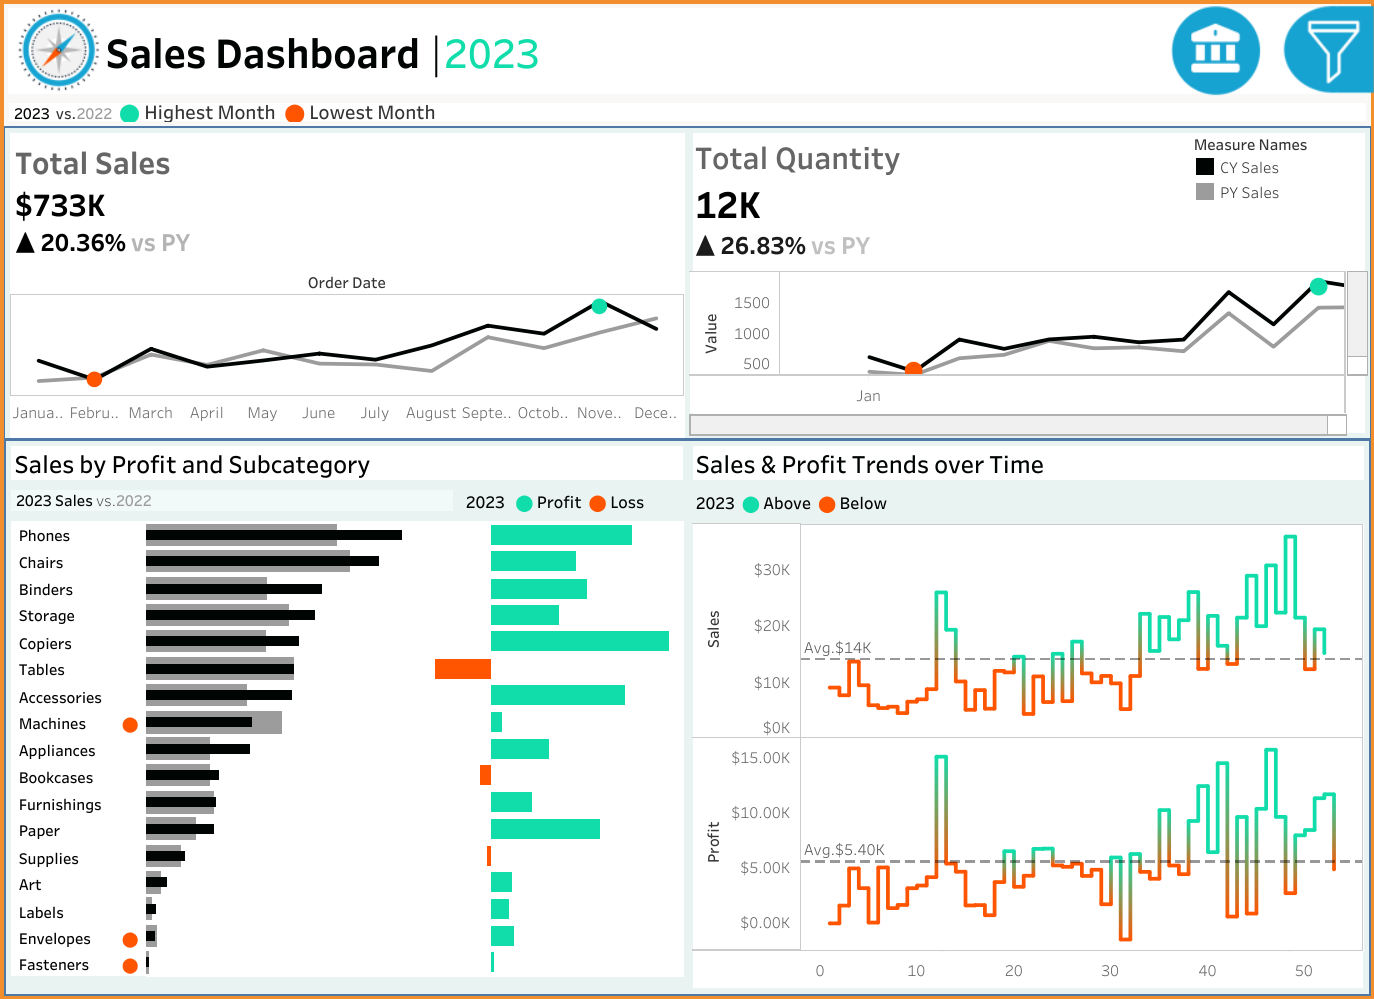 Sales Dashboard |2023
2023 vs.2022 Highest Month Lowest Month
Total Sales
$733K
▲ 20.36% vs PY
Order Date
Janua.. Febru.. March April May June July August Septe.. Octob.. Nove.. Dece..
Total Quantity
12K
▲ 26.83% vs PY
Measure Names
CY Sales
PY Sales
Value
1500
1000
500
Jan
Sales by Profit and Subcategory
2023 Sales vs.2022
2023 Profit Loss
Phones
Chairs
Binders
Storage
Copiers
Tables
Accessories
Machines
Appliances
Bookcases
Furnishings
Paper
Supplies
Art
Labels
Envelopes
Fasteners
Sales & Profit Trends over Time
2023 Above Below
Sales
$30K
$20K
Avg.$14K
$10K
$0K
Profit
$15.00K
$10.00K
Avg.$5.40K
$5.00K
$0.00K
0 10 20 30 40 50